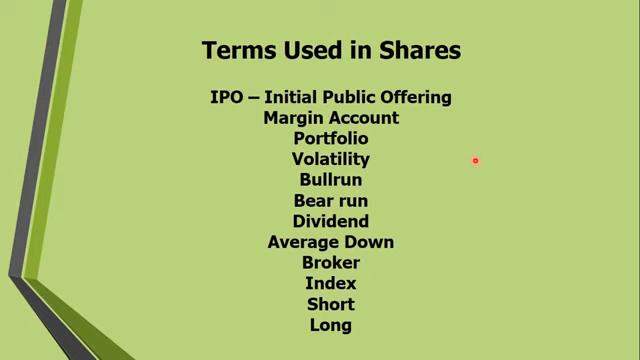 Terms Used in Shares
IPO – Initial Public Offering
Margin Account
Portfolio
Volatility
Bullrun
Bear run
Dividend
Average Down
Broker
Index
Short
Long